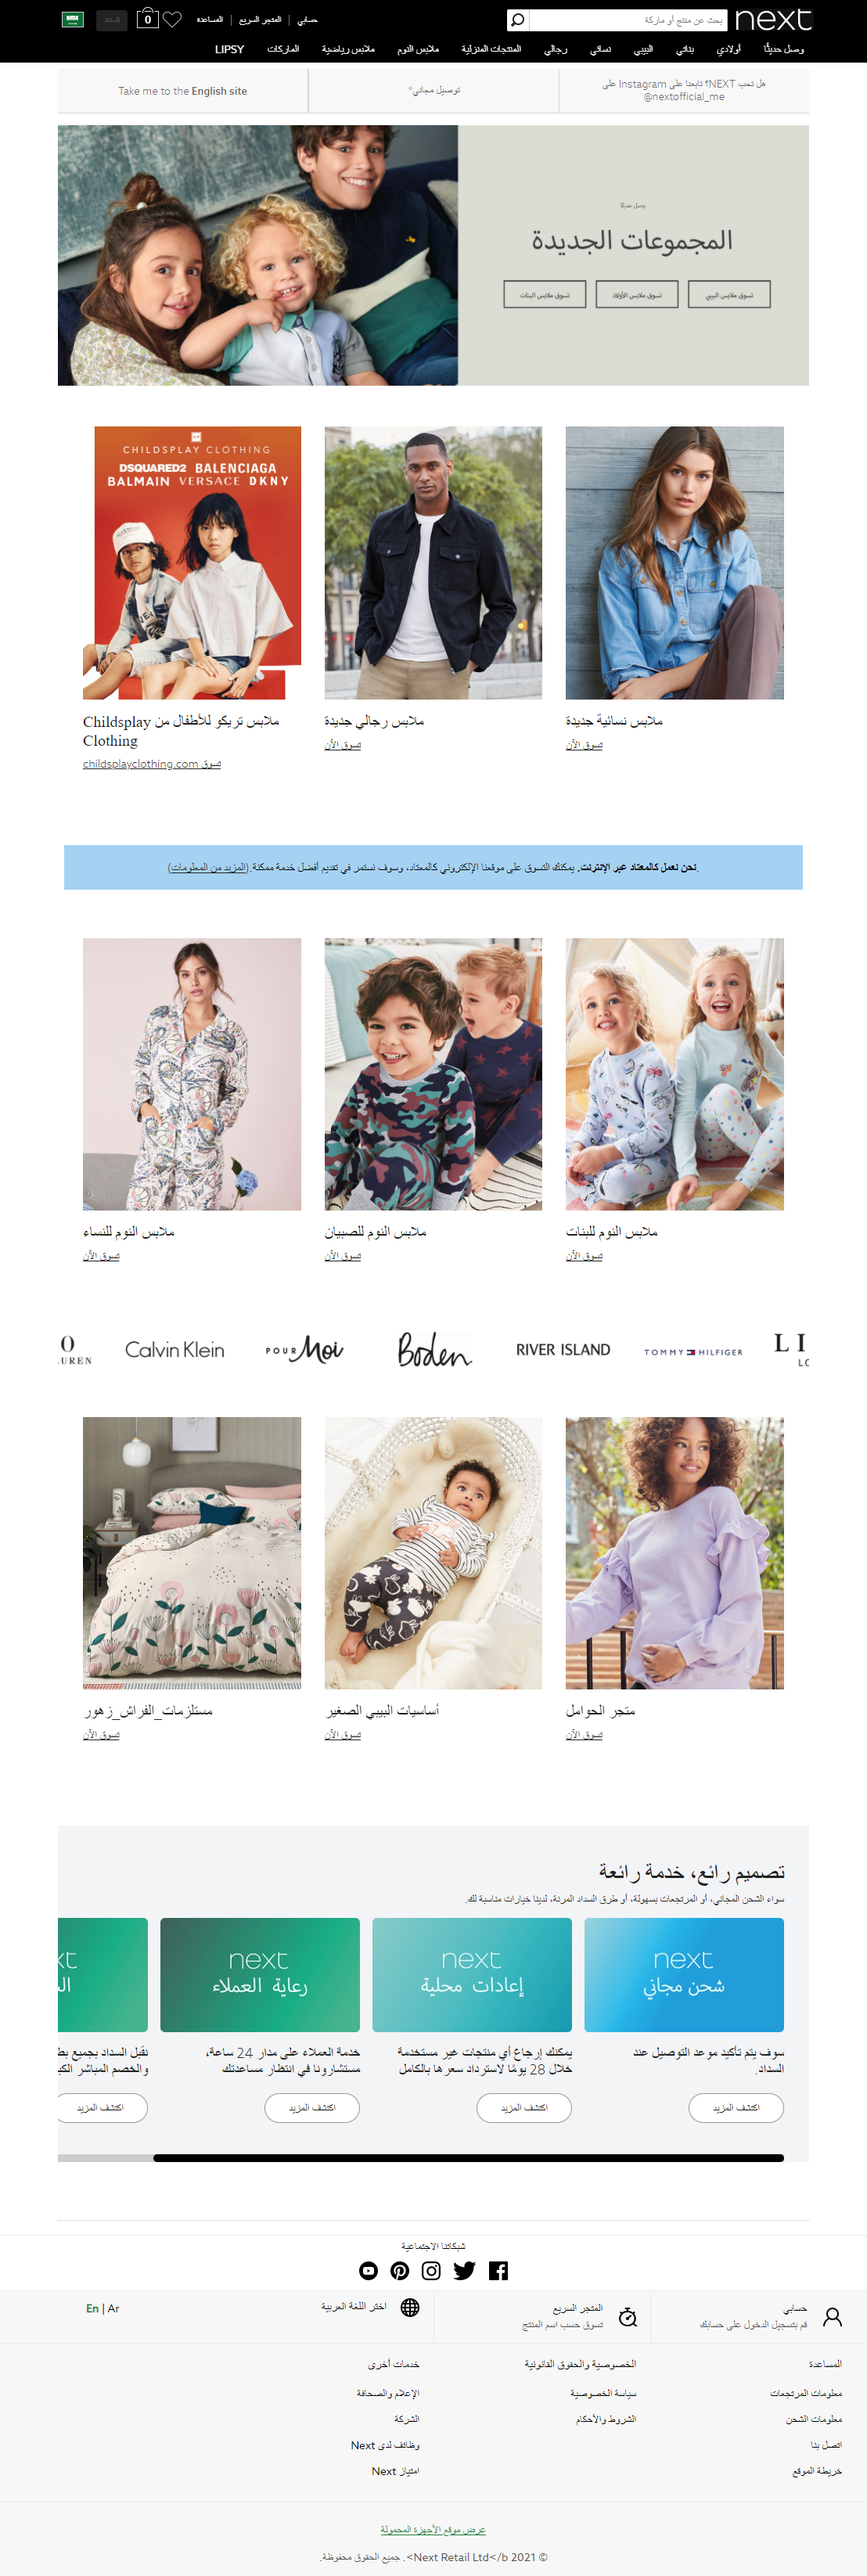 next
بحث عن منتج أو ماركة
حسابي | المتجر السريع | المساعدة
0
السداد
وصل حديثًا أولادي بناتي البيبي نسائي رجالي المنتجات المنزلية ملابس النوم ملابس رياضية الماركات LIPSY
هل تحب NEXT؟ تابعنا على Instagram على
@nextofficial_me
توصيل مجاني*
Take me to the English site
وصل حديثًا
المجموعات الجديدة
تسوق ملابس البيبي
تسوق ملابس الأولاد
تسوق ملابس البنات
CHILDSPLAY CLOTHING
DSQUARED2 BALENCIAGA
BALMAIN VERSACE DKNY
ملابس نسائية جديدة
تسوق الآن
ملابس رجالي جديدة
تسوق الآن
ملابس تريكو للأطفال من Childsplay
Clothing
تسوق childsplayclothing.com
نحن نعمل كالمعتاد عبر الإنترنت. يمكنك التسوق على موقعنا الإلكتروني كالمعتاد، وسوف نستمر في تقديم أفضل خدمة ممكنة.(المزيد من المعلومات).
ملابس النوم للبنات
تسوق الآن
ملابس النوم للصبيان
تسوق الآن
ملابس النوم للنساء
تسوق الآن
O
UREN
Calvin Klein
POUR Moi
Boden
RIVER ISLAND
TOMMY HILFIGER
LI
LO
متجر الحوامل
تسوق الآن
أساسيات البيبي الصغير
تسوق الآن
مستلزمات_الفراش_زهور
تسوق الآن
تصميم رائع، خدمة رائعة
سواء الشحن المجاني، أو المرتجعات بسهولة، أو طرق السداد المرنة، لدينا خيارات مناسبة لك.
next
شحن مجاني
next
إعادات محلية
next
رعاية العملاء
xt
سوف يتم تأكيد موعد التوصيل عند
السداد.
يمكنك إرجاع أي منتجات غير مستخدمة
خلال 28 يومًا لاسترداد سعرها بالكامل
خدمة العملاء على مدار 24 ساعة،
مستشارونا في انتظار مساعدتك
نقبل السداد بجميع بط
والخصم المباشر الكي
اكتشف المزيد
اكتشف المزيد
اكتشف المزيد
اكتشف المزيد
شبكاتنا الاجتماعية
حسابي
قم بتسجيل الدخول على حسابك
المتجر السريع
تسوق حسب اسم المنتج
اختر اللغة العربية
En | Ar
المساعدة
معلومات المرتجعات
معلومات الشحن
اتصل بنا
خريطة الموقع
الخصوصية والحقوق القانونية
سياسة الخصوصية
الشروط والأحكام
خدمات أخرى
الإعلام والصحافة
الشركة
وظائف لدى Next
امتياز Next
عرض موقع الأجهزة المحمولة
© 2021 Next Retail Ltd</b>. جميع الحقوق محفوظة.